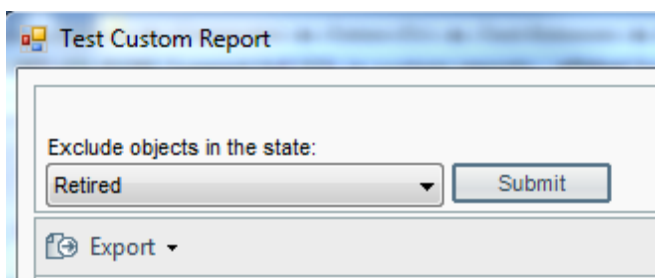 Test Custom Report
Exclude objects in the state:
Retired
Submit
Export